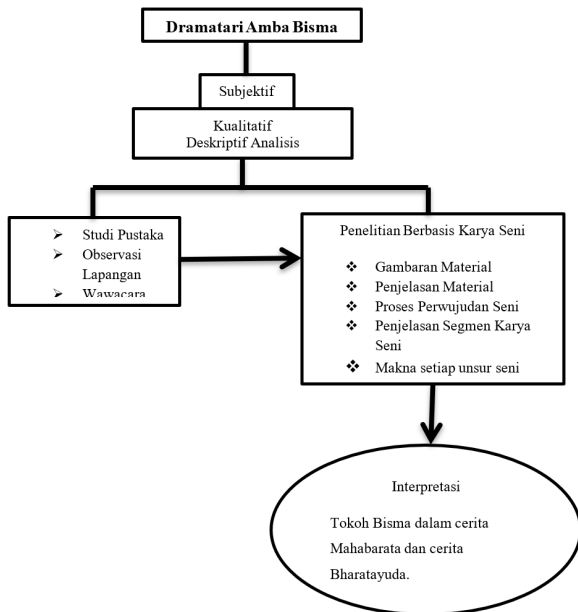 Dramatari Amba Bisma
Subjektif
Kualitatif
Deskriptif Analisis
➢ Studi Pustaka
➢ Observasi
Lapangan
➢ Wawacara
Penelitian Berbasis Karya Seni
❖ Gambaran Material
❖ Penjelasan Material
❖ Proses Perwujudan Seni
❖ Penjelasan Segmen Karya
Seni
❖ Makna setiap unsur seni
Interpretasi
Tokoh Bisma dalam cerita
Mahabarata dan cerita
Bharatayuda.